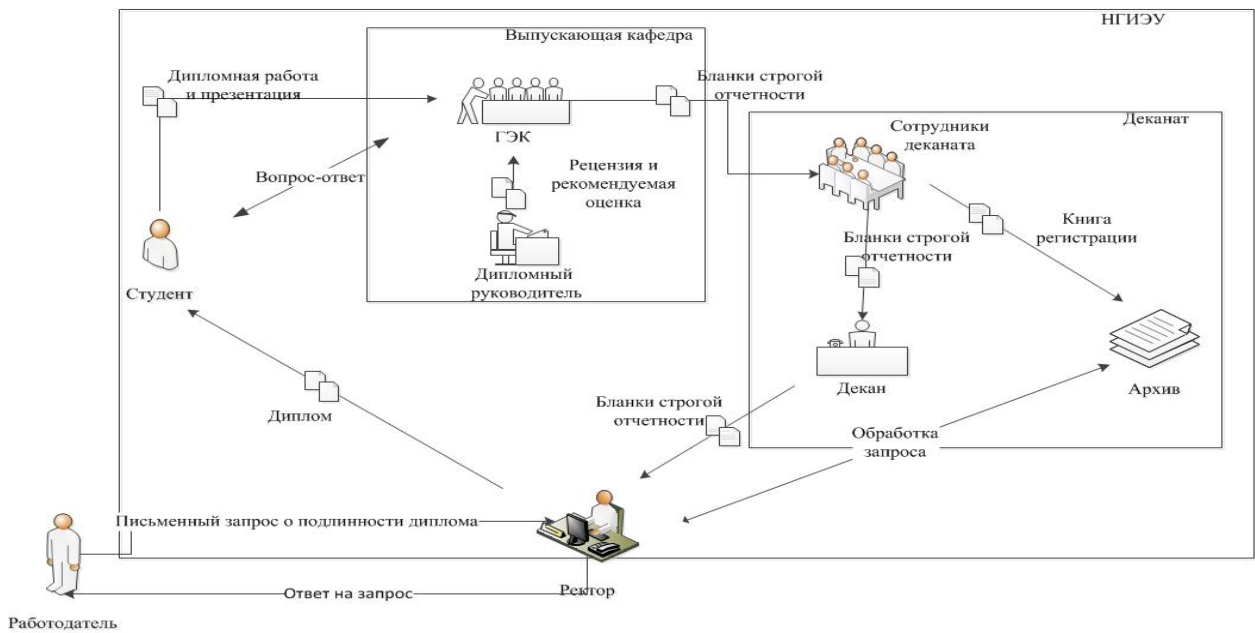 НГИЭУ
Выпускающая кафедра
Дипломная работа
и презентация
Бланки строгой
отчетности
Деканат
Сотрудники
деканата
ГЭК
Рецензия и
рекомендуемая
оценка
Вопрос-ответ
Книга
регистрации
Бланки строгой
отчетности
Дипломный
руководитель
Студент
Декан
Архив
Бланки строгой
отчетности
Диплом
Обработка
запроса
Письменный запрос о подлинности диплома
Ректор
Ответ на запрос
Работодатель